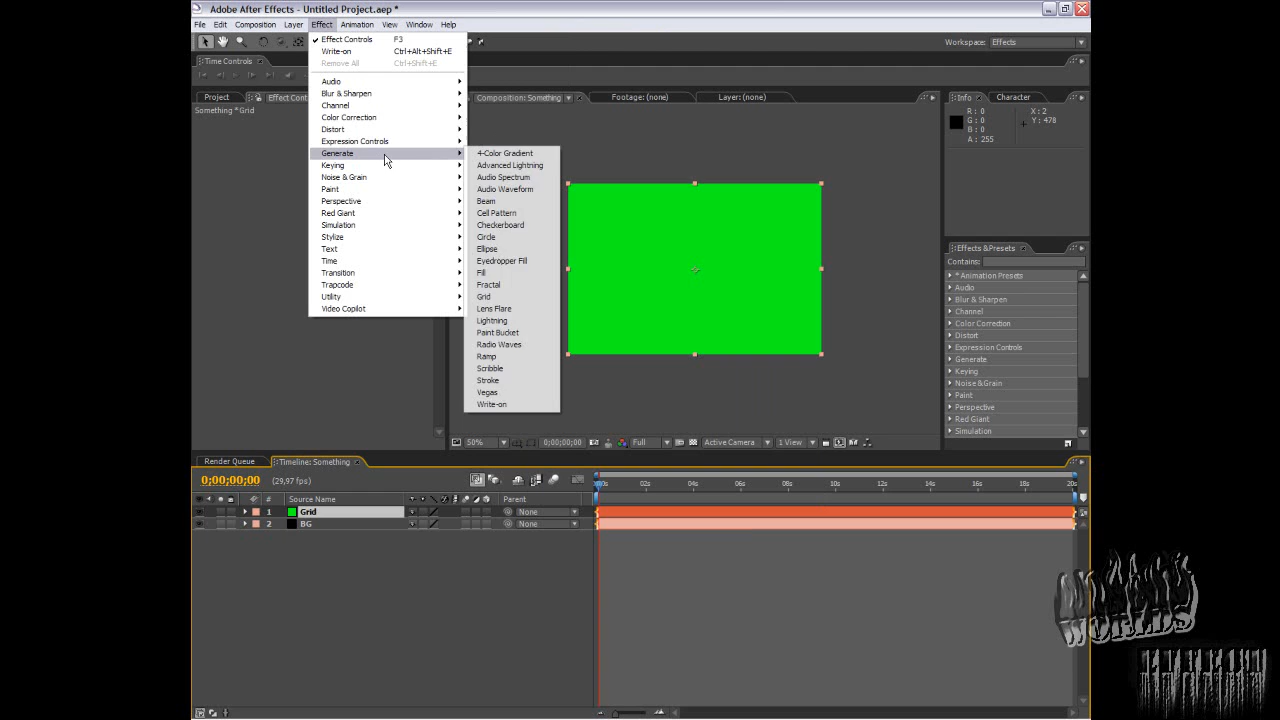 Adobe After Effects - Untitled Project.aep *
File Edit Composition Layer Effect Animation View Window Help
Workspace: Effects
Time Controls
Effect Controls F3
Write-on Ctrl+Alt+Shift+E
Remove All Ctrl+Shift+E
Audio
Blur & Sharpen
Channel
Color Correction
Distort
Expression Controls
Generate
Keying
Noise & Grain
Paint
Perspective
Red Giant
Simulation
Stylize
Text
Time
Transition
Trapcode
Utility
Video Copilot
4-Color Gradient
Advanced Lightning
Audio Spectrum
Audio Waveform
Beam
Cell Pattern
Checkerboard
Circle
Ellipse
Eyedropper Fill
Fill
Fractal
Grid
Lens Flare
Lightning
Paint Bucket
Radio Waves
Ramp
Scribble
Stroke
Vegas
Write-on
Project Effect Cont
Something * Grid
Composition: Something Footage: (none) Layer: (none)
Info Character
R : 0
G : 0
B : 0
A : 255
X : 2
Y : 478
Effects & Presets
Contains:
* Animation Presets
Audio
Blur & Sharpen
Channel
Color Correction
Distort
Expression Controls
Generate
Keying
Noise & Grain
Paint
Perspective
Red Giant
Simulation
50% 0;00;00;00 Full Active Camera 1 View
Render Queue Timeline: Something
0;00;00;00 (29,97 fps)
# Source Name Parent
1 Grid None
2 BG None
02s 04s 06s 08s 10s 12s 14s 16s 18s 20s
WORLDS